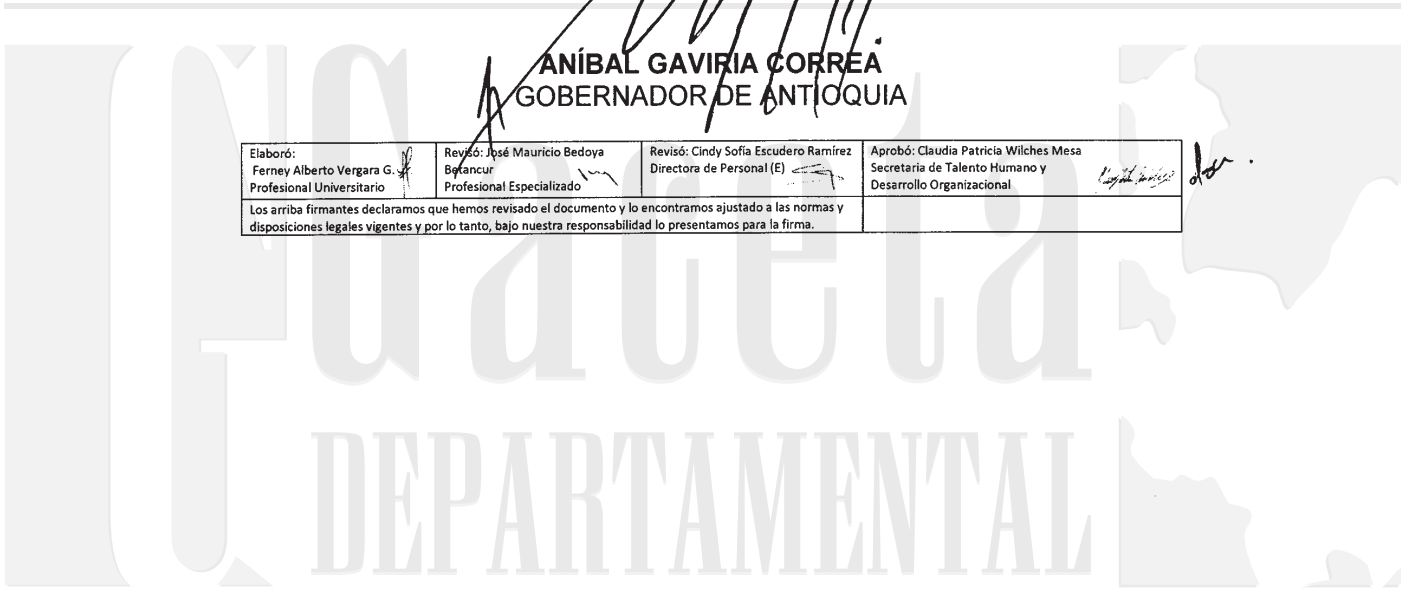 ANÍBAL GAVIRIA CORREA
GOBERNADOR DE ANTIOQUIA
Elaboró:
Ferney Alberto Vergara G.
Profesional Universitario
Revisó: José Mauricio Bedoya
Betancur
Profesional Especializado
Revisó: Cindy Sofía Escudero Ramírez
Directora de Personal (E)
Aprobó: Claudia Patricia Wilches Mesa
Secretaria de Talento Humano y
Desarrollo Organizacional
Los arriba firmantes declaramos que hemos revisado el documento y lo encontramos ajustado a las normas y
disposiciones legales vigentes y por lo tanto, bajo nuestra responsabilidad lo presentamos para la firma.
Gaceta
DEPARTAMENTAL